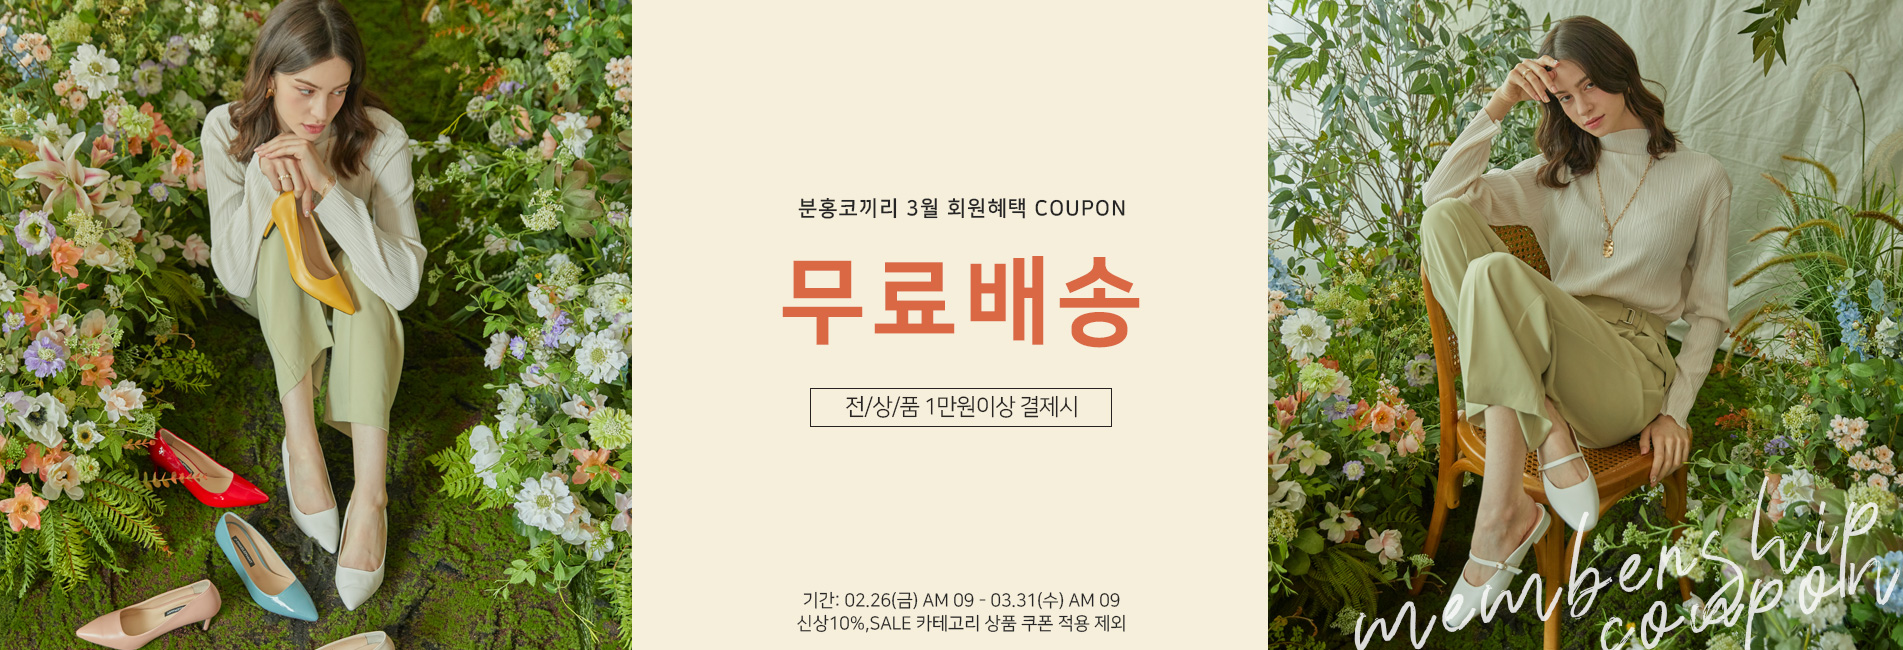 분홍코끼리 3월 회원혜택 COUPON
무료배송
전/상/품 1만원이상 결제시
기간: 02.26(금) AM 09 - 03.31(수) AM 09
신상10%,SALE 카테고리 상품 쿠폰 적용 제외
membership
coupoln